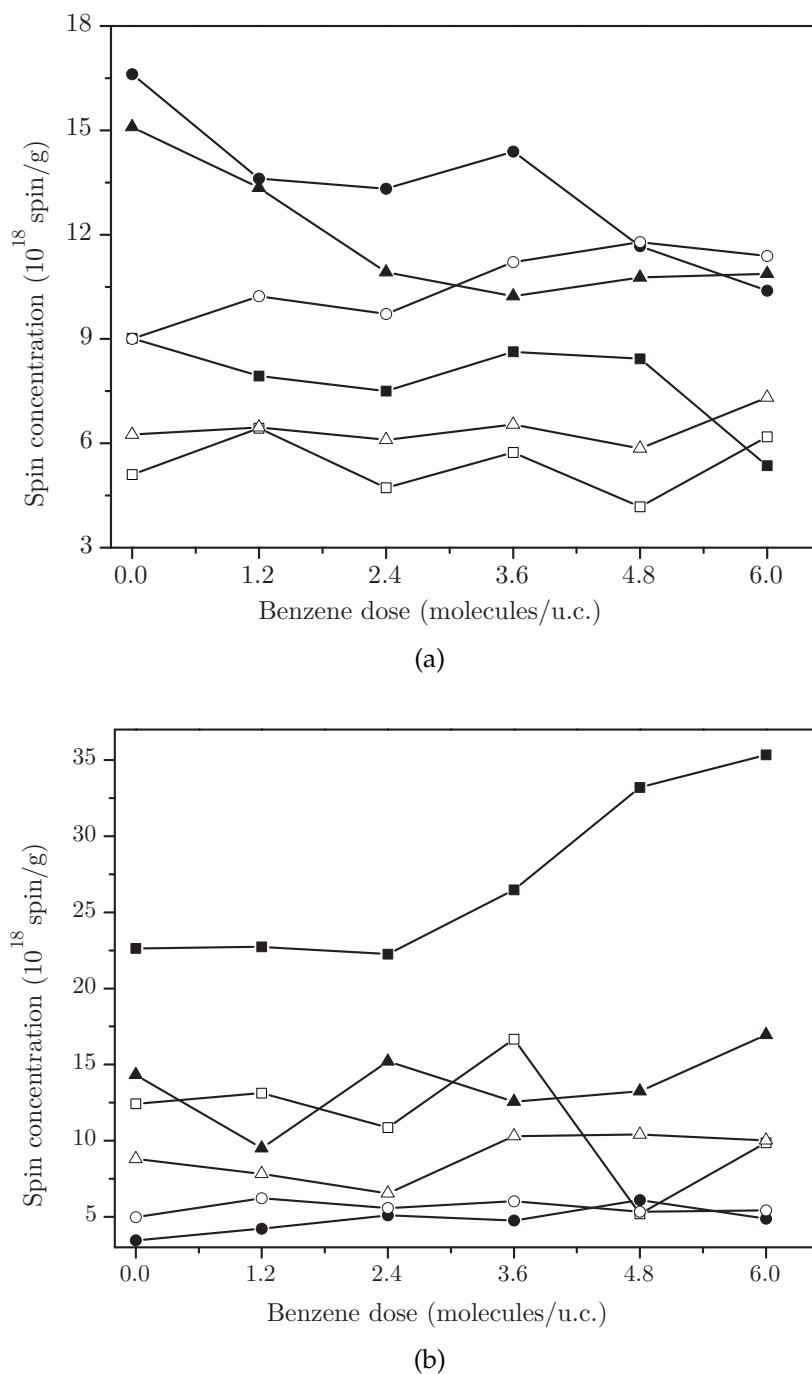 18
15
12
9
6
3
Spin concentration (10^18 spin/g)
0.0 1.2 2.4 3.6 4.8 6.0
Benzene dose (molecules/u.c.)
(a)
35
30
25
20
15
10
5
Spin concentration (10^18 spin/g)
0.0 1.2 2.4 3.6 4.8 6.0
Benzene dose (molecules/u.c.)
(b)